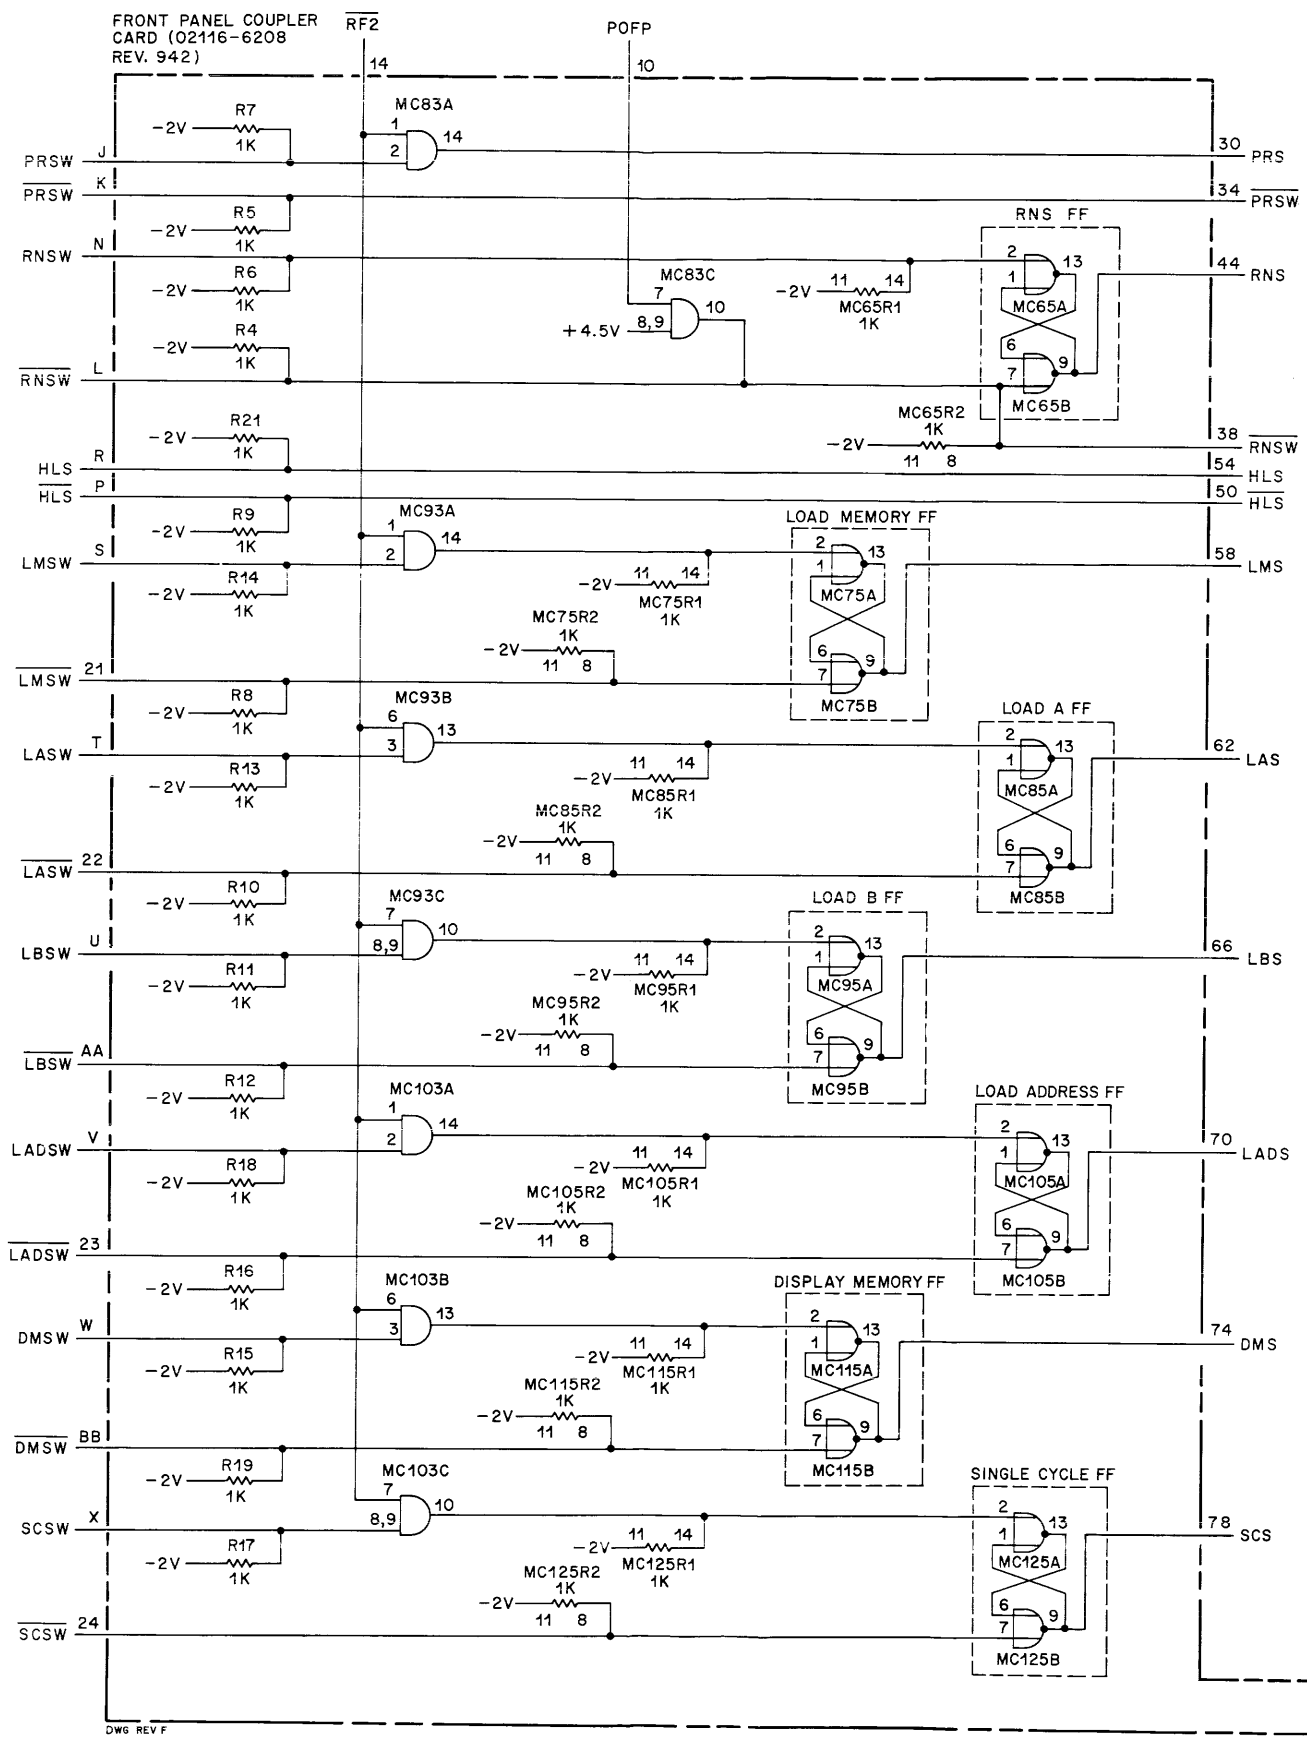 FRONT PANEL COUPLER
CARD (02116-6208
REV. 942)
RF2
14
POFP
10
MC83A
1
2
14
R7
-2V
1K
PRSW J
30
PRS
PRSW K
34
PRSW
R5
-2V
1K
RNS FF
RNSW N
R6
-2V
1K
MC83C
7
8,9
10
+4.5V
11 14
-2V
MC65R1
1K
2
1
13
MC65A
44
RNS
R4
-2V
1K
RNSW L
6
7
9
MC65B
MC65R2
1K
-2V
11 8
38
RNSW
R21
-2V
1K
HLS R
54
HLS
HLS P
50
HLS
R9
-2V
1K
MC93A
1
2
14
LOAD MEMORY FF
LMSW S
R14
-2V
1K
11 14
-2V
MC75R1
1K
2
1
13
MC75A
58
LMS
MC75R2
1K
-2V
11 8
6
7
9
MC75B
LMSW 21
R8
-2V
1K
MC93B
6
3
13
LOAD A FF
LASW T
R13
-2V
1K
11 14
-2V
MC85R1
1K
2
1
13
MC85A
62
LAS
MC85R2
1K
-2V
11 8
6
7
9
MC85B
LASW 22
R10
-2V
1K
MC93C
7
8,9
10
LOAD B FF
LBSW U
R11
-2V
1K
11 14
-2V
MC95R1
1K
2
1
13
MC95A
66
LBS
MC95R2
1K
-2V
11 8
6
7
9
MC95B
LBSW AA
R12
-2V
1K
MC103A
1
2
14
LOAD ADDRESS FF
LADSW V
R18
-2V
1K
11 14
-2V
MC105R1
1K
2
1
13
MC105A
70
LADS
MC105R2
1K
-2V
11 8
6
7
9
MC105B
LADSW 23
R16
-2V
1K
MC103B
6
3
13
DISPLAY MEMORY FF
DMSW W
R15
-2V
1K
11 14
-2V
MC115R1
1K
2
1
13
MC115A
74
DMS
MC115R2
1K
-2V
11 8
6
7
9
MC115B
DMSW BB
R19
-2V
1K
MC103C
7
8,9
10
SINGLE CYCLE FF
SCSW X
R17
-2V
1K
11 14
-2V
MC125R1
1K
2
1
13
MC125A
78
SCS
MC125R2
1K
-2V
11 8
6
7
9
MC125B
SCSW 24
DWG REV F